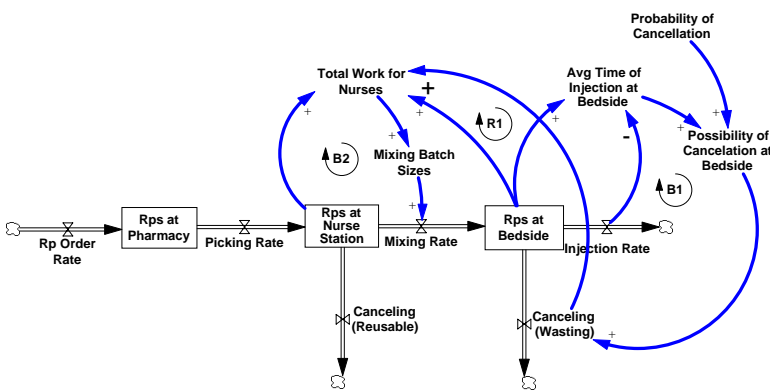 Probability of
Cancellation
Total Work for
Nurses
+
Avg Time of
Injection at
Bedside
+
+
+
R1
+
+
+
Possibility of
Cancelation at
Bedside
-
+
B2
Mixing Batch
Sizes
B1
+
Rps at
Pharmacy
Rps at
Nurse
Station
Rps at
Bedside
Rp Order
Rate
Picking Rate
Mixing Rate
Injection Rate
Canceling
(Reusable)
Canceling
(Wasting)
+